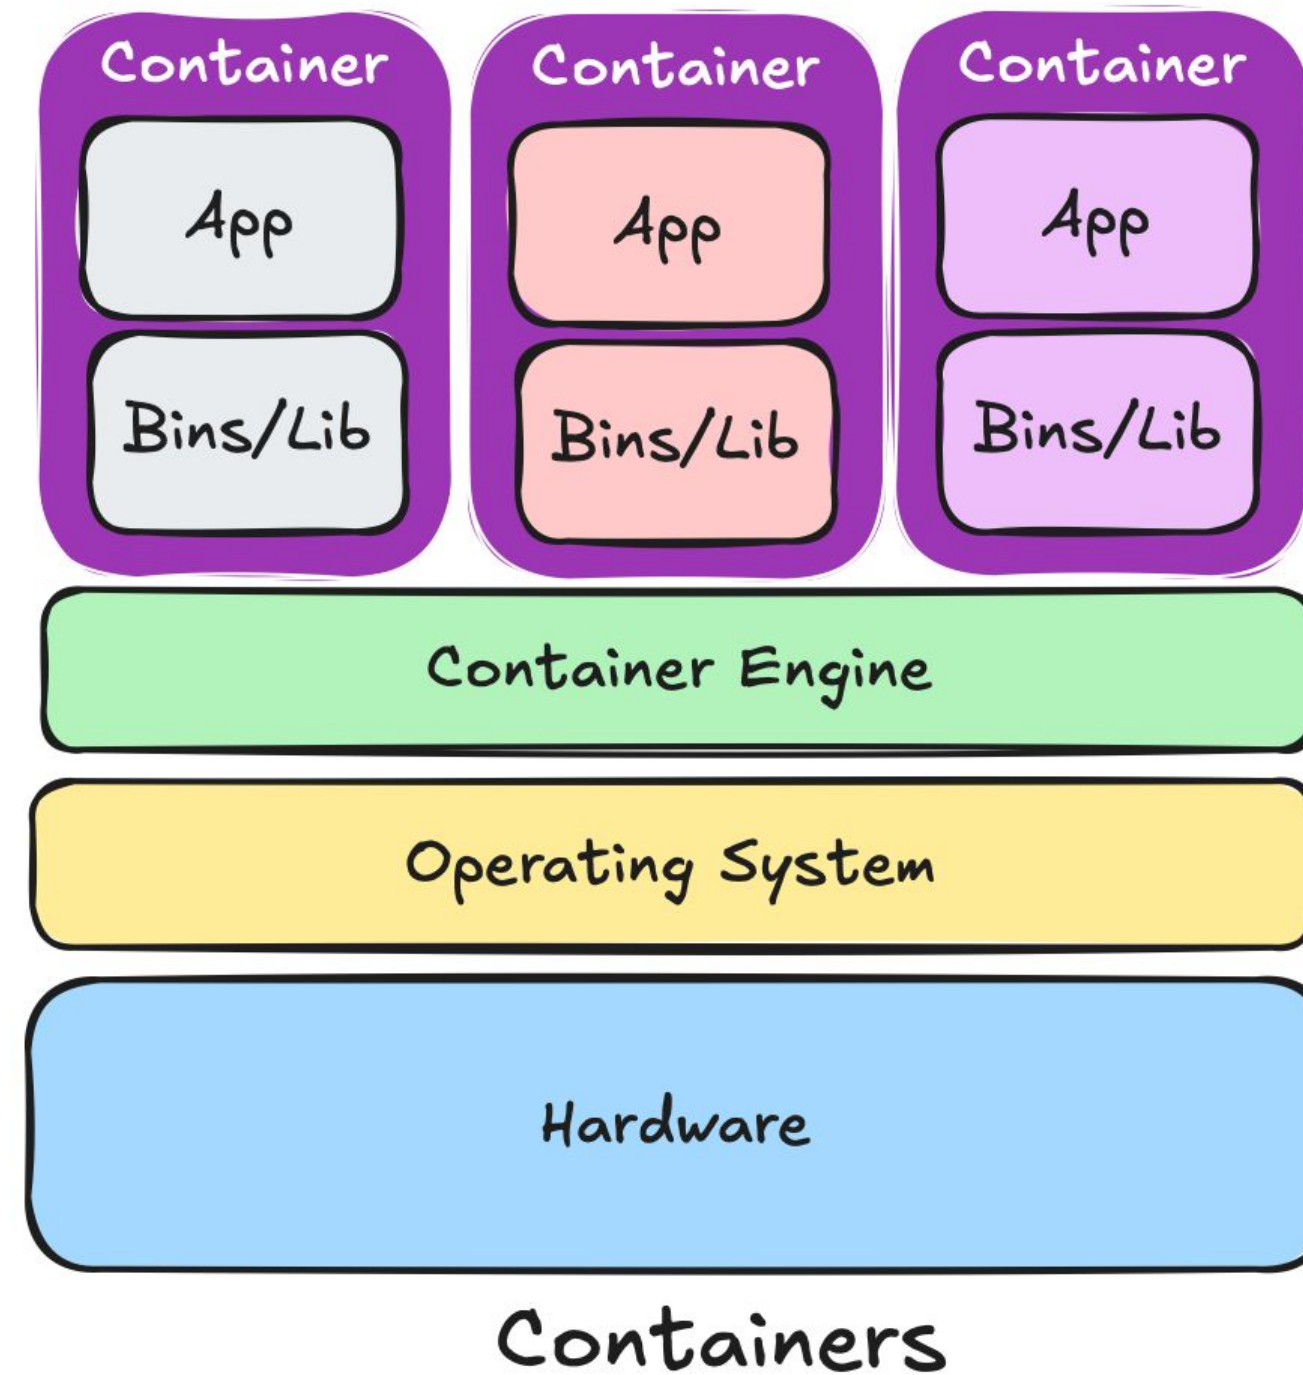 Container
Container
Container
App
App
App
Bins/Lib
Bins/Lib
Bins/Lib
Container Engine
Operating System
Hardware
Containers